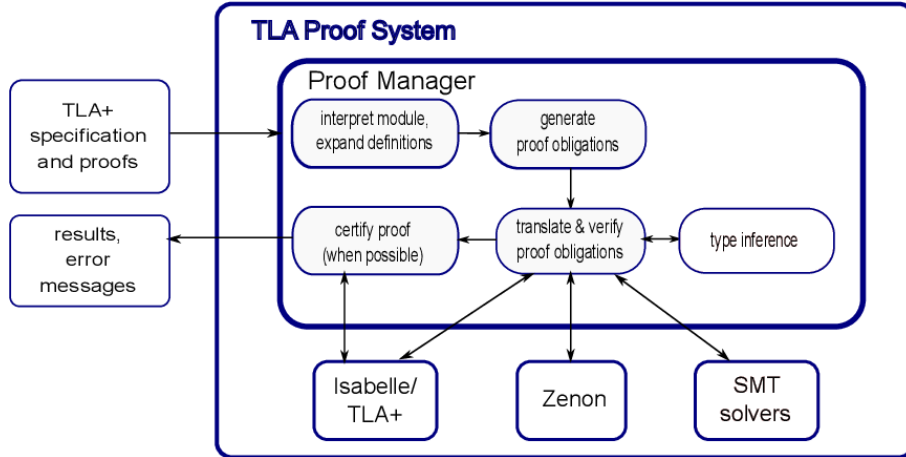 TLA Proof System
Proof Manager
TLA+
specification
and proofs
interpret module,
expand definitions
generate
proof obligations
results,
error
messages
certify proof
(when possible)
translate & verify
proof obligations
type inference
Isabelle/
TLA+
Zenon
SMT
solvers